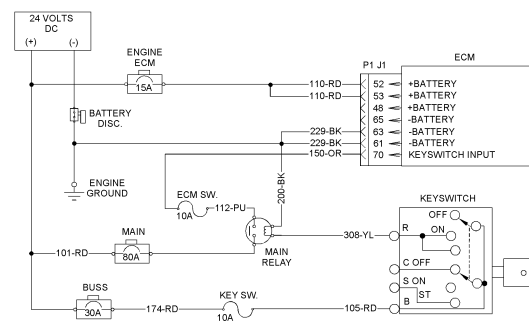 24 VOLTS
DC
(+) (-)
ENGINE
ECM
15A
P1 J1
ECM
110-RD 52 +BATTERY
110-RD 53 +BATTERY
48 +BATTERY
65 -BATTERY
229-BK 63 -BATTERY
229-BK 61 -BATTERY
150-OR 70 KEYSWITCH INPUT
BATTERY
DISC.
ENGINE
GROUND
200-BK
ECM SW.
10A
112-PU
MAIN
RELAY
MAIN
101-RD
80A
308-YL
KEYSWITCH
OFF
R ON
C OFF
S ON
ST
B
BUSS
30A
174-RD
KEY SW.
10A
105-RD